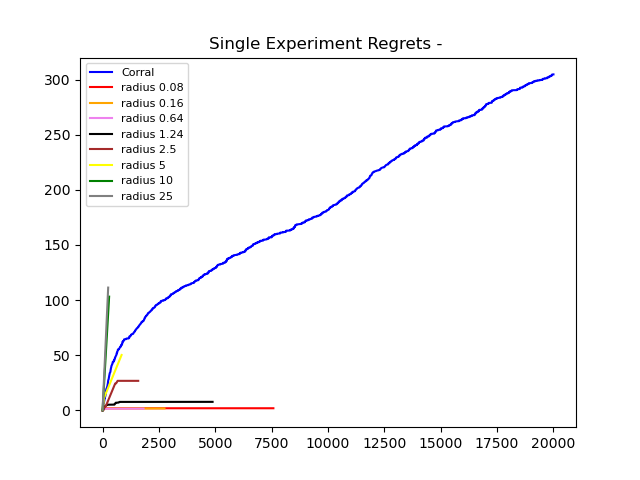 Single Experiment Regrets -
Corral
radius 0.08
radius 0.16
radius 0.64
radius 1.24
radius 2.5
radius 5
radius 10
radius 25
300
250
200
150
100
50
0
0 2500 5000 7500 10000 12500 15000 17500 20000